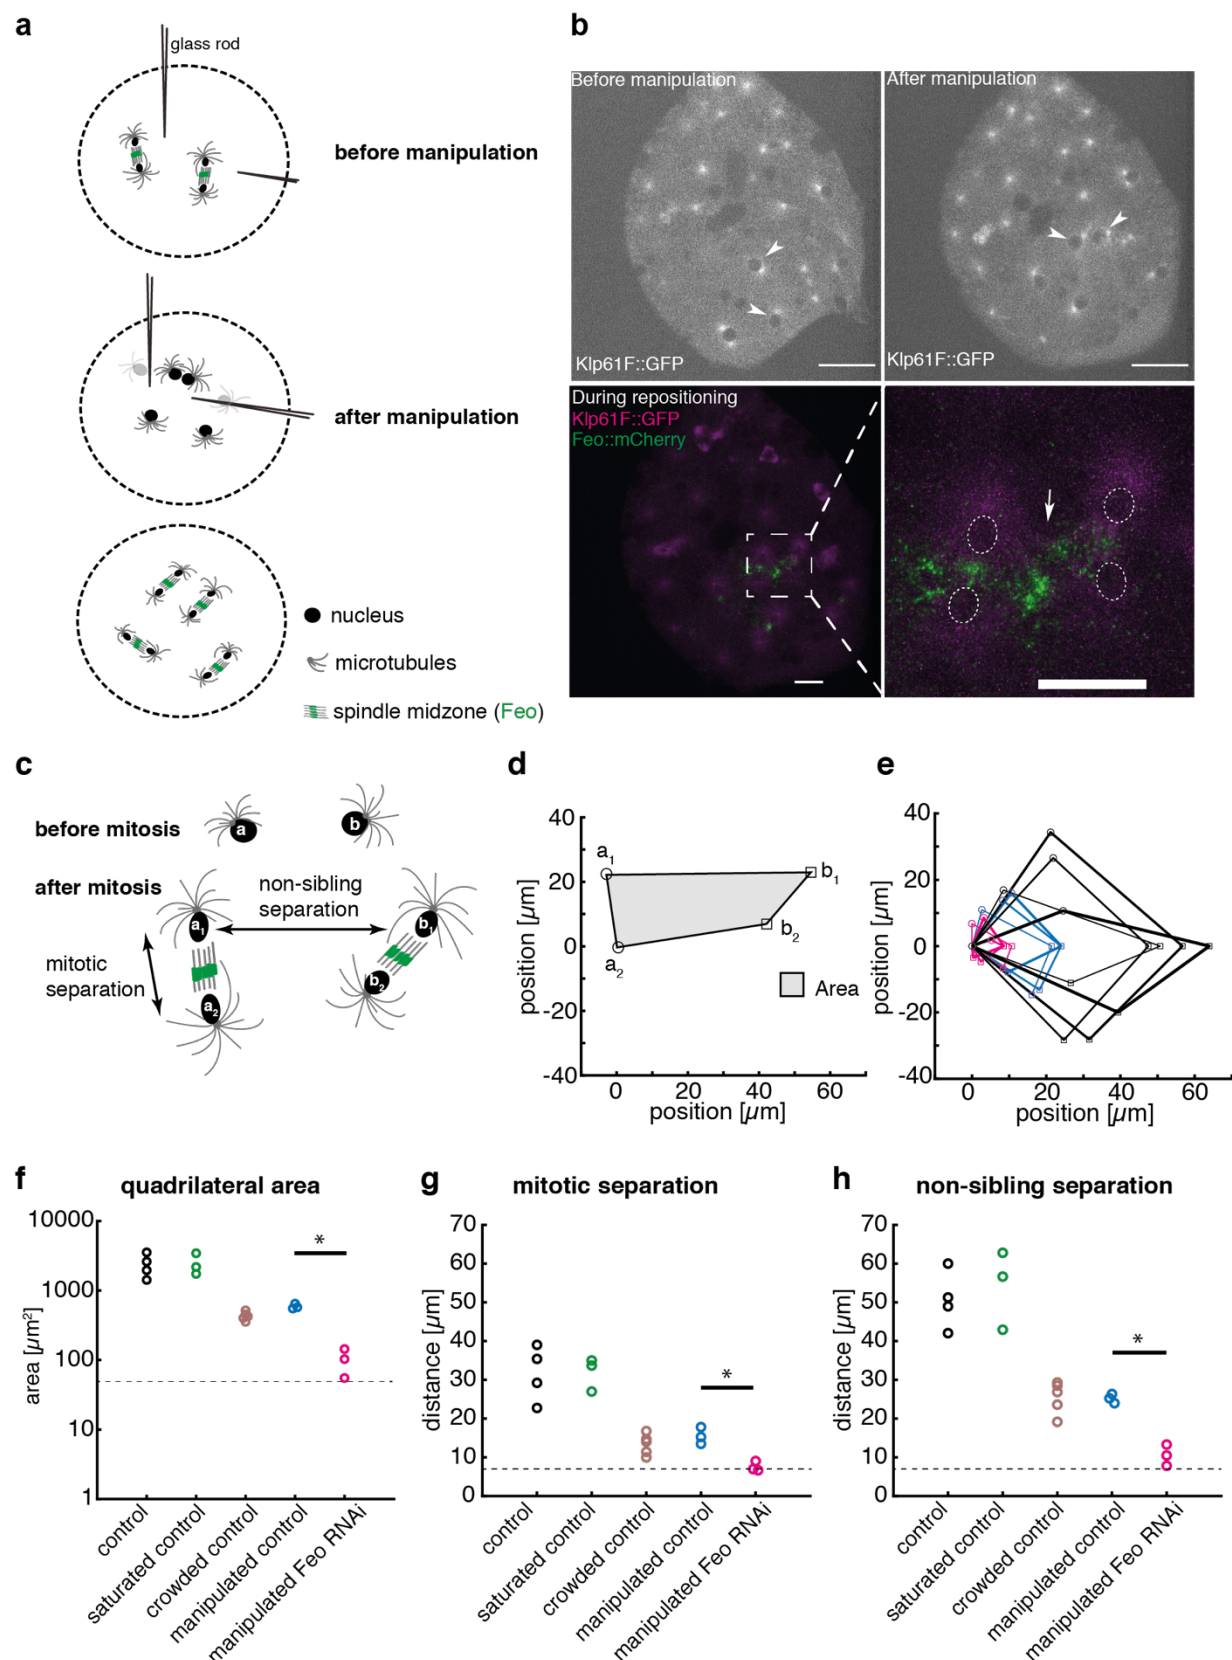 a
glass rod
before manipulation
after manipulation
nucleus
microtubules
spindle midzone (Feo)
b
Before manipulation
Klp61F::GFP
After manipulation
Klp61F::GFP
During repositioning
Klp61F::GFP
Feo::mCherry
c
before mitosis
a
b
after mitosis
non-sibling
separation
mitotic
separation
a1
a2
b1
b2
d
40
20
0
-20
-40
position [µm]
a1
a2
b1
b2
Area
0
20
40
60
position [µm]
e
40
20
0
-20
-40
position [µm]
0
20
40
60
position [µm]
f
quadrilateral area
10000
1000
100
10
1
area [µm²]
*
control
saturated control
crowded control
manipulated control
manipulated Feo RNAi
g
mitotic separation
70
60
50
40
30
20
10
0
distance [µm]
*
control
saturated control
crowded control
manipulated control
manipulated Feo RNAi
h
non-sibling separation
70
60
50
40
30
20
10
0
distance [µm]
*
control
saturated control
crowded control
manipulated control
manipulated Feo RNAi